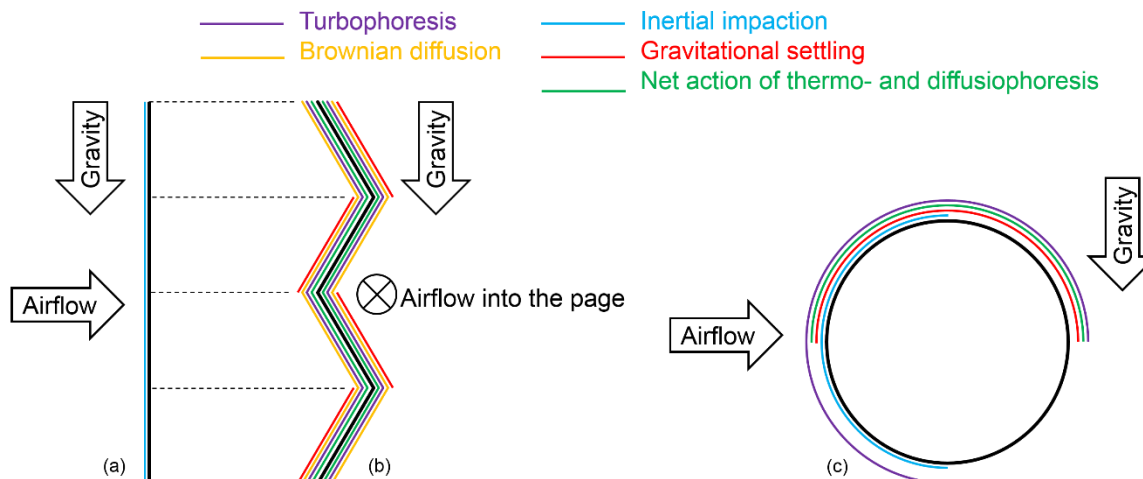 Turbophoresis
Brownian diffusion
Inertial impaction
Gravitational settling
Net action of thermo- and diffusiophoresis
Gravity
Gravity
Gravity
Airflow
Airflow into the page
Airflow
(a)
(b)
(c)